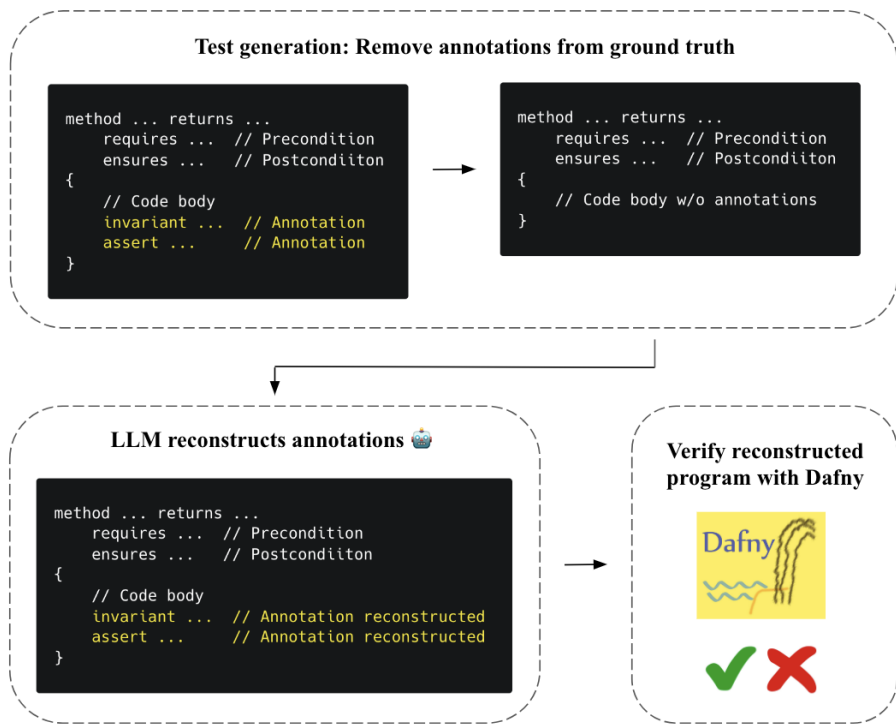 Test generation: Remove annotations from ground truth
method ... returns ...
    requires ...  // Precondition
    ensures ...   // Postcondiiton
{
    // Code body
    invariant ...  // Annotation
    assert ...     // Annotation
}
method ... returns ...
    requires ...  // Precondition
    ensures ...   // Postcondiiton
{
    // Code body w/o annotations
}
LLM reconstructs annotations 🤖
method ... returns ...
    requires ...  // Precondition
    ensures ...   // Postcondiiton
{
    // Code body
    invariant ...  // Annotation reconstructed
    assert ...     // Annotation reconstructed
}
Verify reconstructed
program with Dafny
Dafny